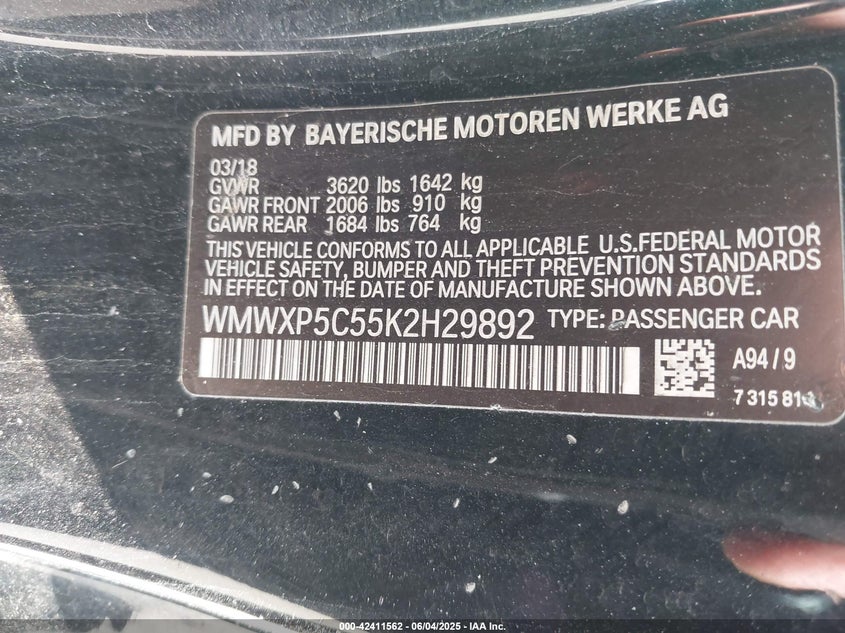 MFD BY BAYERISCHE MOTOREN WERKE AG
03/18
GVWR 3620 lbs 1642 kg
GAWR FRONT 2006 lbs 910 kg
GAWR REAR 1684 lbs 764 kg
THIS VEHICLE CONFORMS TO ALL APPLICABLE U.S.FEDERAL MOTOR
VEHICLE SAFETY, BUMPER AND THEFT PREVENTION STANDARDS
IN EFFECT ON THE DATE OF MANUFACTURE SHOWN ABOVE.
WMWXP5C55K2H29892 TYPE: PASSENGER CAR
A94 / 9
7 315
000-42411562 - 06/04/2025 - IAA Inc.